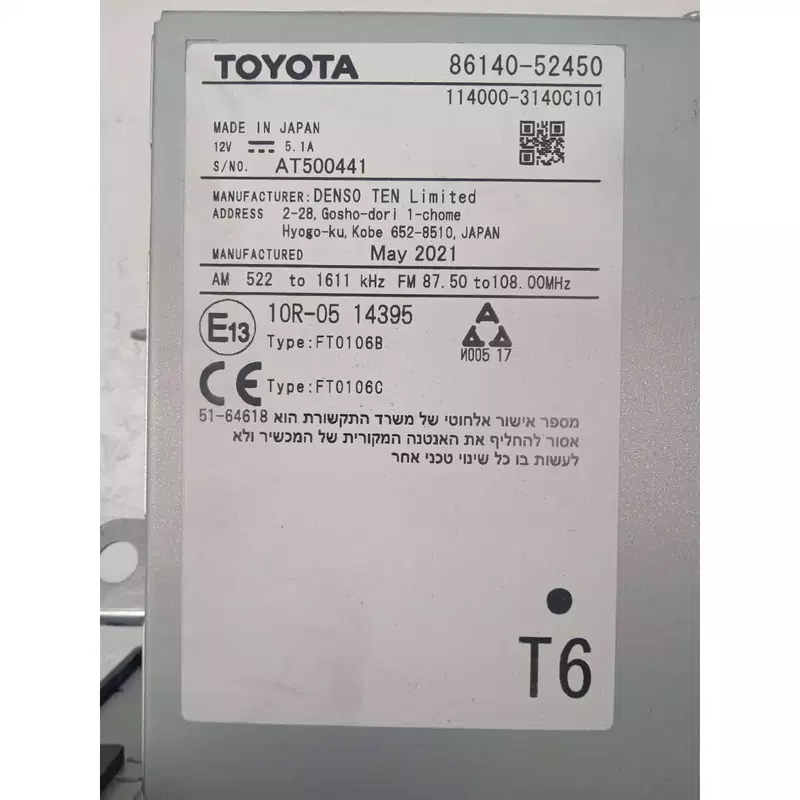 TOYOTA 86140-52450
114000-3140C101
MADE IN JAPAN
12V 5.1A
S/NO. AT500441
MANUFACTURER: DENSO TEN Limited
ADDRESS 2-28, Gosho-dori 1-chome
Hyogo-ku, Kobe 652-8510, JAPAN
MANUFACTURED May 2021
AM 522 to 1611 kHz FM 87.50 to 108.00MHz
E13 10R-05 14395
Type:FT0106B
И005 17
CE Type:FT0106C
מספר אישור אלחוטי של משרד התקשורת הוא 51-64618
אסור להחליף את האנטנה המקורית של המכשיר ולא
לעשות בו כל שינוי טכני אחר
T6